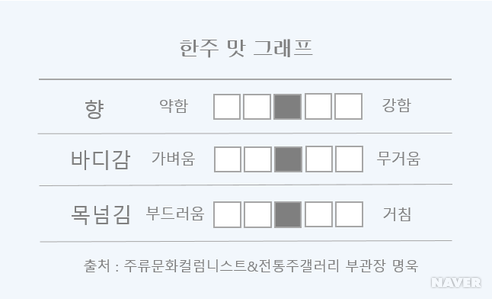 한주 맛 그래프
향 약함 강함
바디감 가벼움 무거움
목넘김 부드러움 거침
출처 : 주류문화컬럼니스트&전통주갤러리 부관장 명욱
NAVER